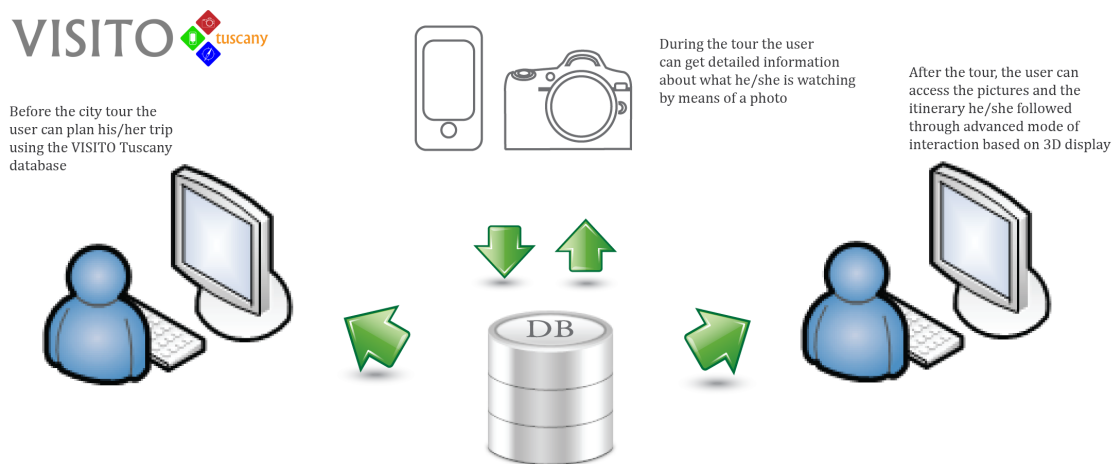 VISITO
tuscany
Before the city tour the
user can plan his/her trip
using the VISITO Tuscany
database
During the tour the user
can get detailed information
about what he/she is watching
by means of a photo
After the tour, the user can
access the pictures and the
itinerary he/she followed
through advanced mode of
interaction based on 3D display
DB